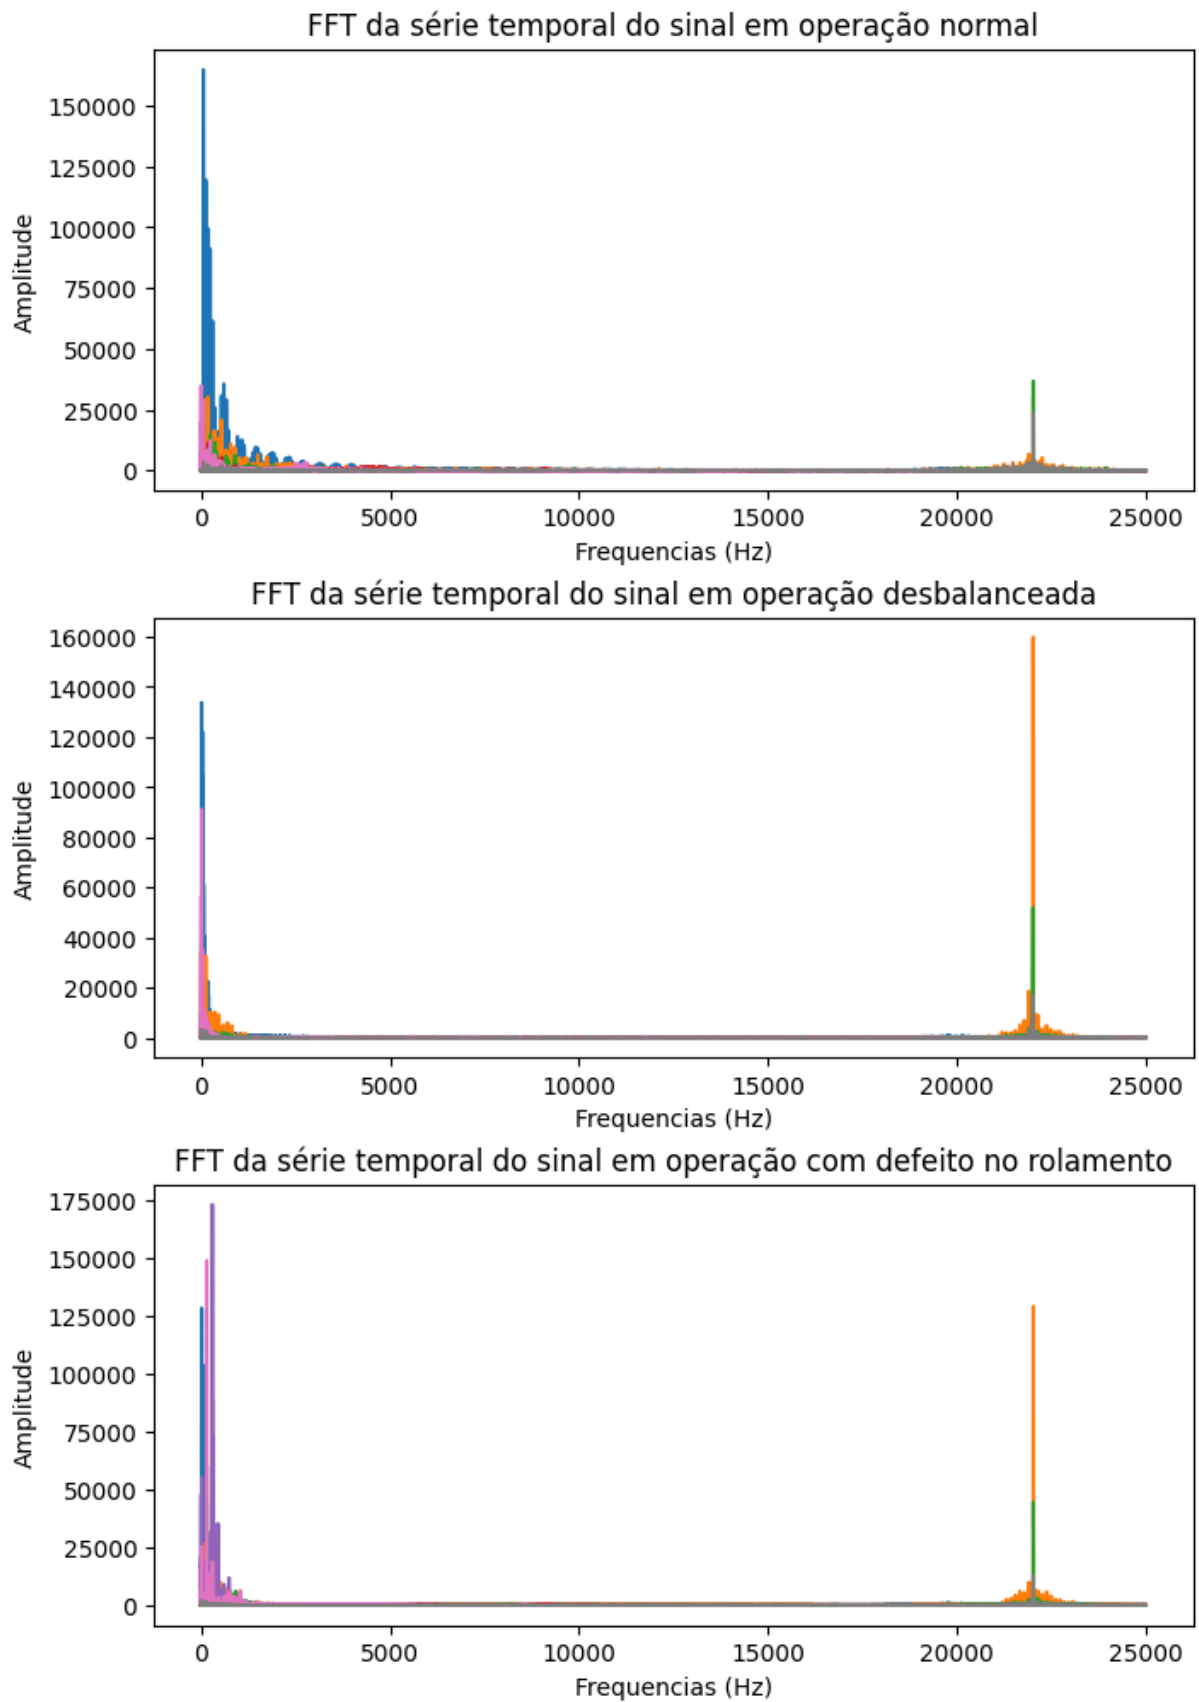 FFT da série temporal do sinal em operação normal
150000
125000
100000
75000
50000
25000
0
Amplitude
0 5000 10000 15000 20000 25000
Frequencias (Hz)
FFT da série temporal do sinal em operação desbalanceada
160000
140000
120000
100000
80000
60000
40000
20000
0
Amplitude
0 5000 10000 15000 20000 25000
Frequencias (Hz)
FFT da série temporal do sinal em operação com defeito no rolamento
175000
150000
125000
100000
75000
50000
25000
0
Amplitude
0 5000 10000 15000 20000 25000
Frequencias (Hz)